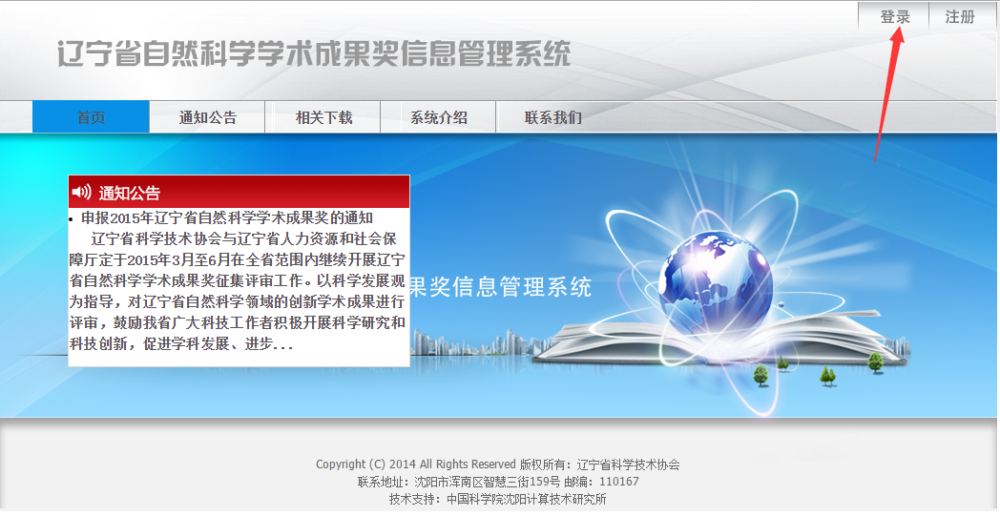 登录 注册
辽宁省自然科学学术成果奖信息管理系统
首页 通知公告 相关下载 系统介绍 联系我们
通知公告
申报2015年辽宁省自然科学学术成果奖的通知
辽宁省科学技术协会与辽宁省人力资源和社会保
障厅定于2015年3月至6月在全省范围内继续开展辽宁
省自然科学学术成果奖征集评审工作。以科学发展观
为指导，对辽宁省自然科学领域的创新学术成果进行
评审，鼓励我省广大科技工作者积极开展科学研究和
科技创新，促进学科发展、进步...
果奖信息管理系统
Copyright (C) 2014 All Rights Reserved 版权所有：辽宁省科学技术协会
联系地址：沈阳市浑南区智慧三街159号 邮编：110167
技术支持：中国科学院沈阳计算技术研究所